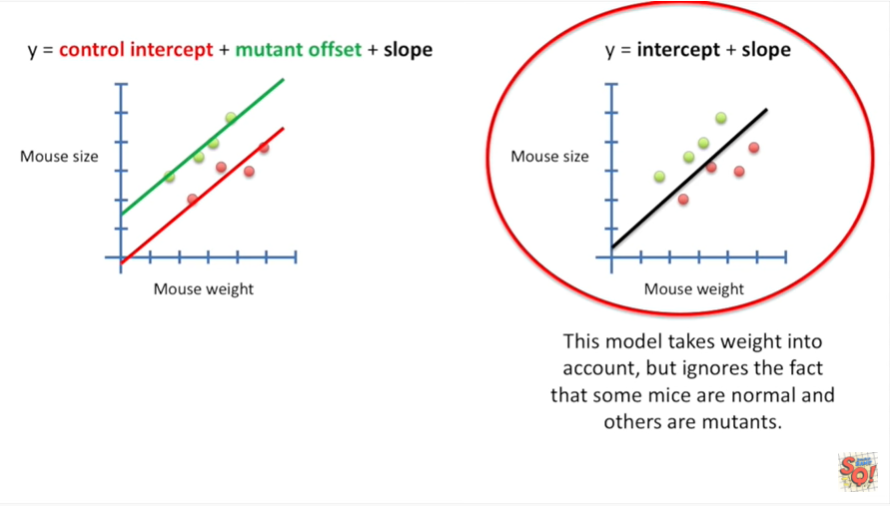 y = control intercept + mutant offset + slope
y = intercept + slope
Mouse size
Mouse weight
Mouse size
Mouse weight
This model takes weight into
account, but ignores the fact
that some mice are normal and
others are mutants.
SQ!